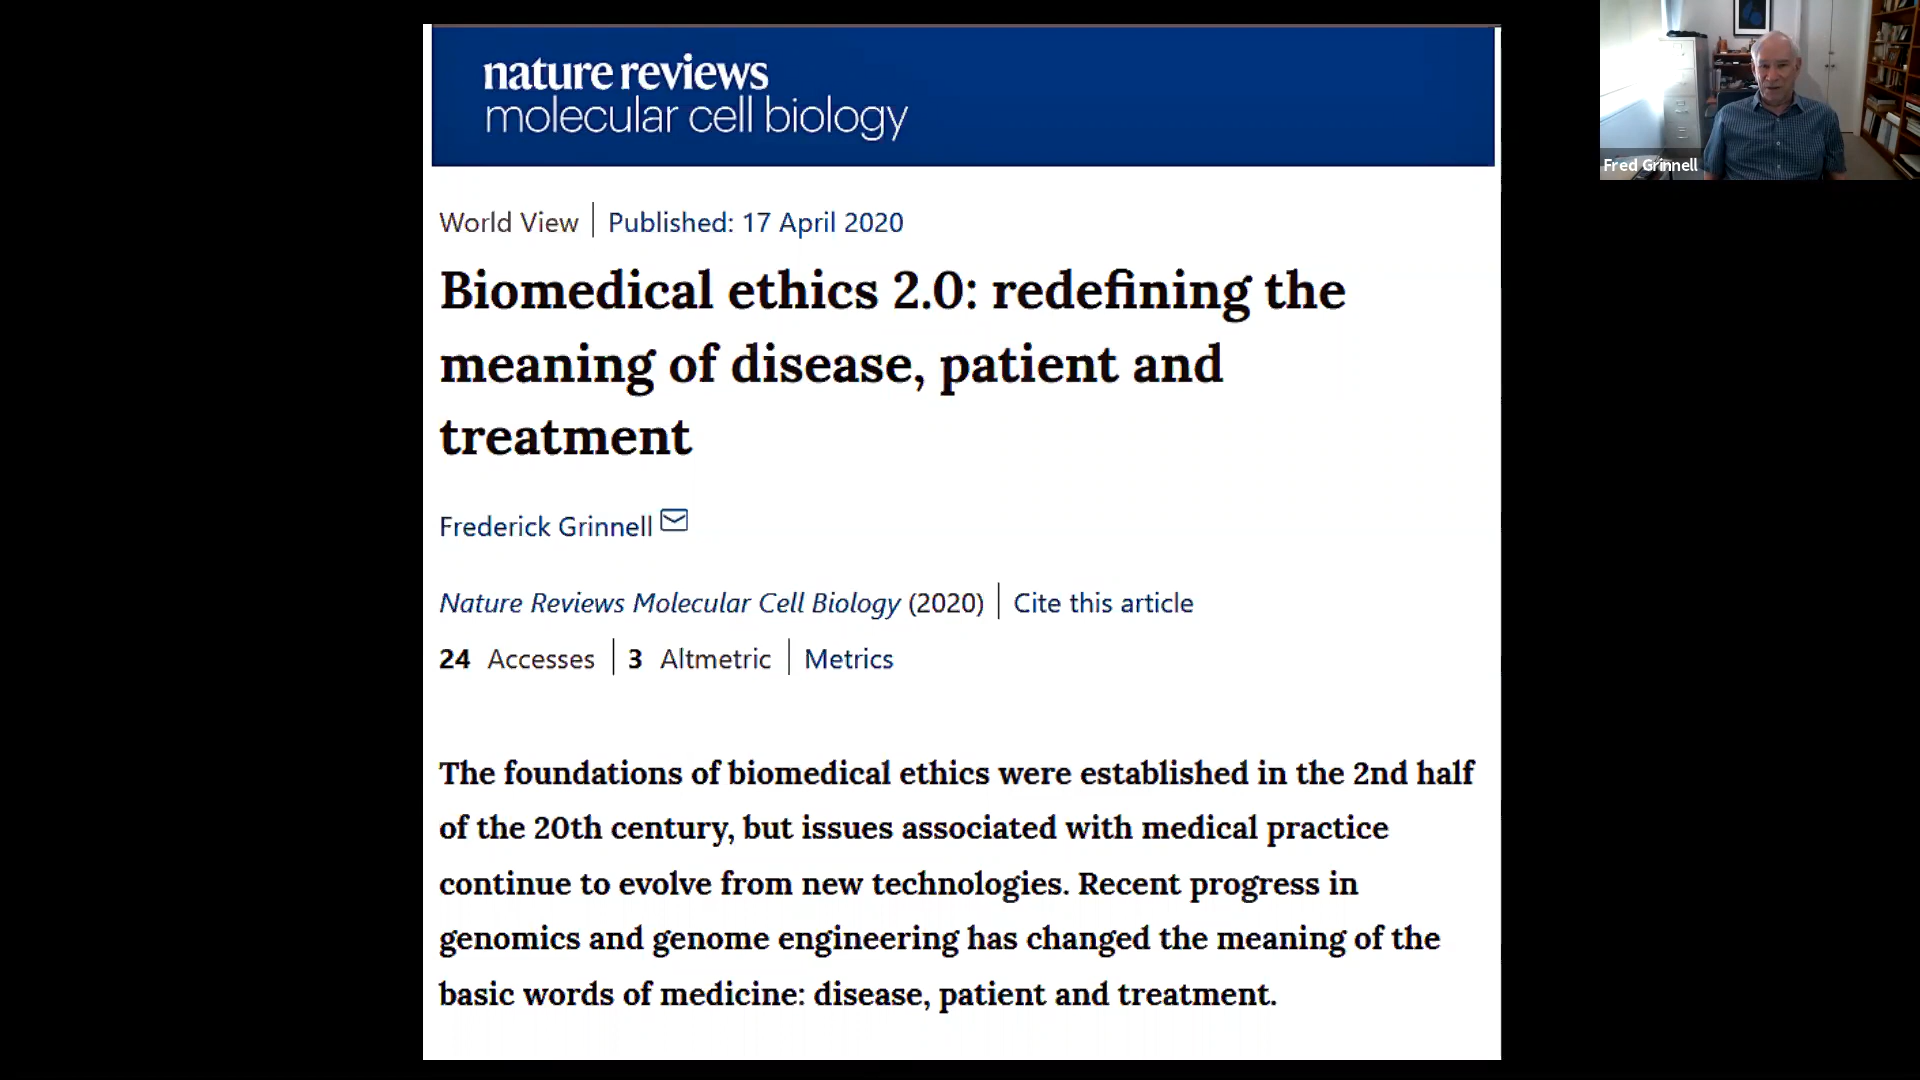 nature reviews
molecular cell biology
World View | Published: 17 April 2020
Biomedical ethics 2.0: redefining the
meaning of disease, patient and
treatment
Frederick Grinnell
Nature Reviews Molecular Cell Biology (2020) | Cite this article
24 Accesses | 3 Altmetric | Metrics
The foundations of biomedical ethics were established in the 2nd half
of the 20th century, but issues associated with medical practice
continue to evolve from new technologies. Recent progress in
genomics and genome engineering has changed the meaning of the
basic words of medicine: disease, patient and treatment.
Fred Grinnell